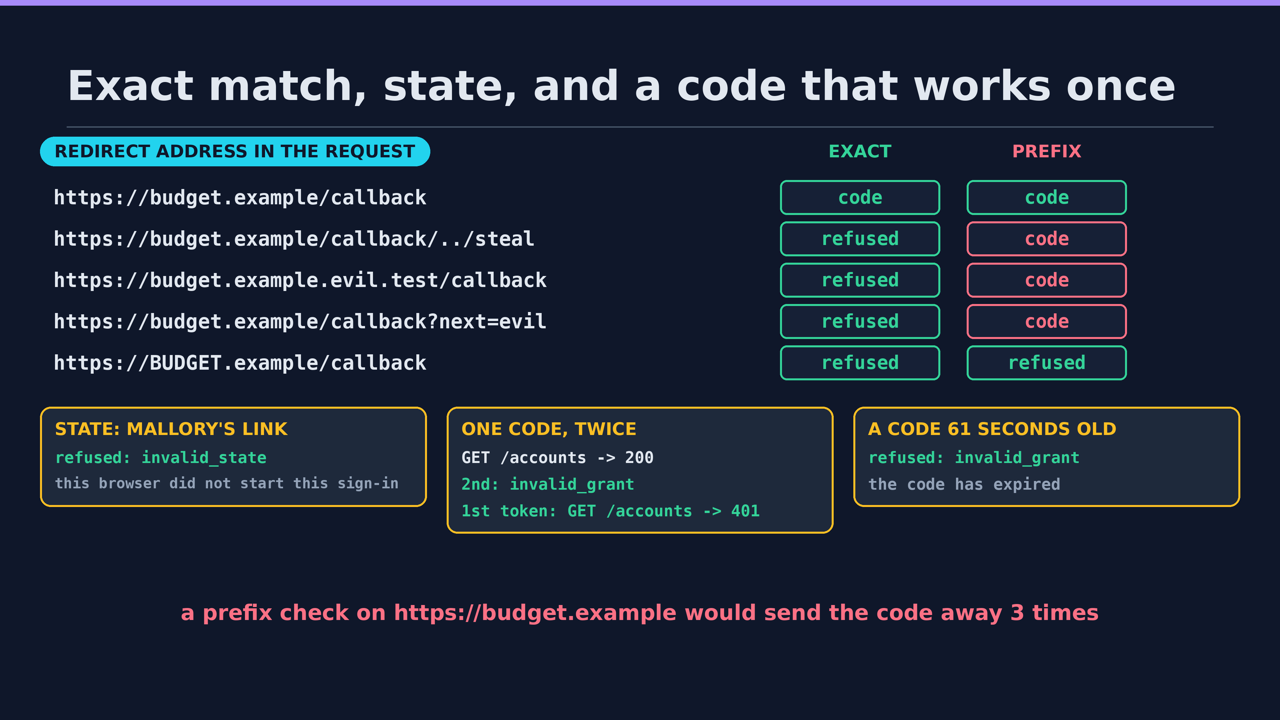 Exact match, state, and a code that works once
REDIRECT ADDRESS IN THE REQUEST EXACT PREFIX
https://budget.example/callback code code
https://budget.example/callback/../steal refused code
https://budget.example.evil.test/callback refused code
https://budget.example/callback?next=evil refused code
https://BUDGET.example/callback refused refused
STATE: MALLORY'S LINK
refused: invalid_state
this browser did not start this sign-in
ONE CODE, TWICE
GET /accounts -> 200
2nd: invalid_grant
1st token: GET /accounts -> 401
A CODE 61 SECONDS OLD
refused: invalid_grant
the code has expired
a prefix check on https://budget.example would send the code away 3 times